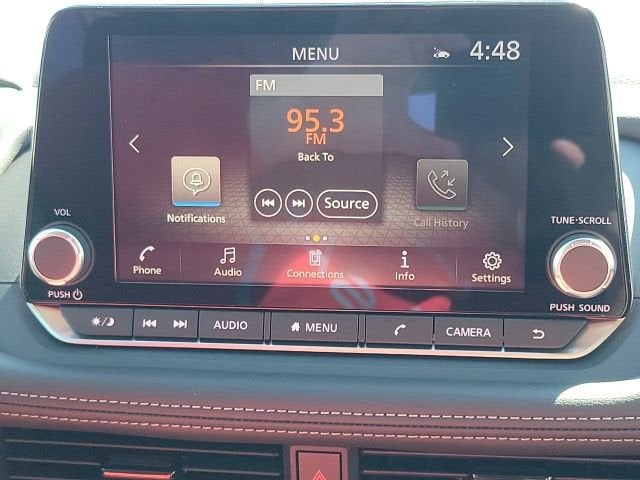 MENU
4:48
FM
95.3
FM
Back To
Source
Notifications
Call History
Phone
Audio
Connections
Info
Settings
VOL
PUSH
TUNE·SCROLL
PUSH SOUND
AUDIO
MENU
CAMERA